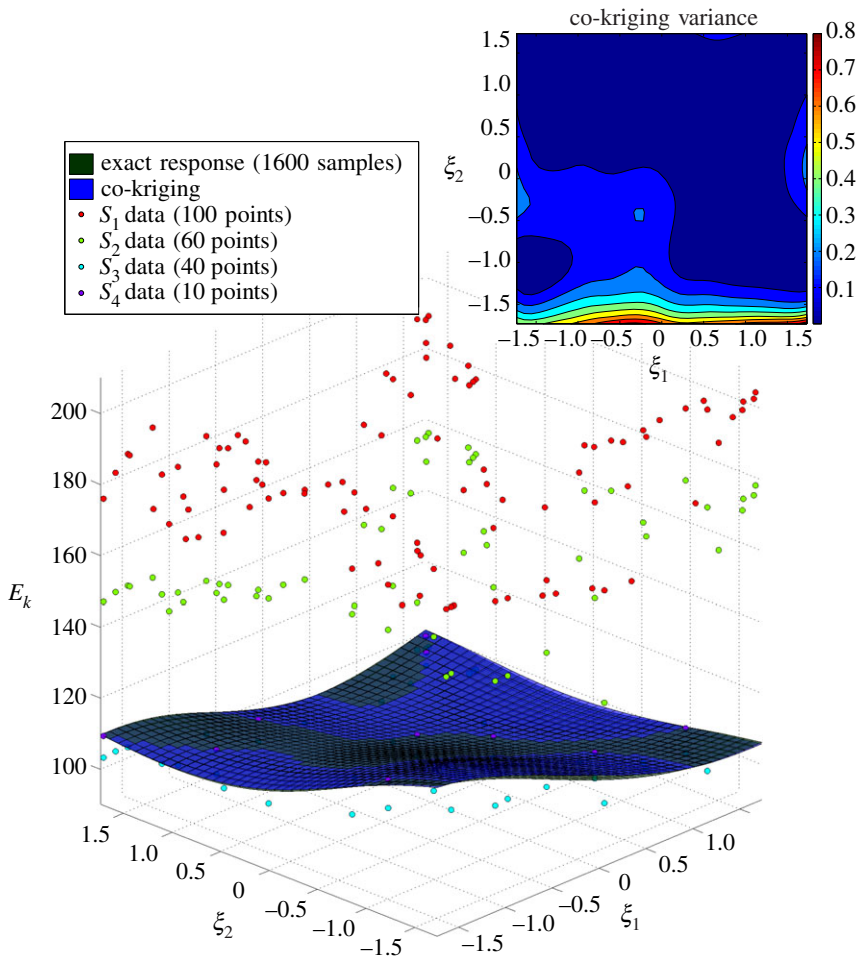 co-kriging variance
1.5
1.0
0.5
0
−0.5
−1.0
−1.5
ξ2
−1.5 −1.0 −0.5 0 0.5 1.0 1.5
ξ1
0.8
0.7
0.6
0.5
0.4
0.3
0.2
0.1
exact response (1600 samples)
co-kriging
S1 data (100 points)
S2 data (60 points)
S3 data (40 points)
S4 data (10 points)
200
180
160
140
120
100
Ek
1.5
1.0
0.5
0
−0.5
−1.0
−1.5
ξ2
−1.5
−1.0
−0.5
0
0.5
1.0
ξ1